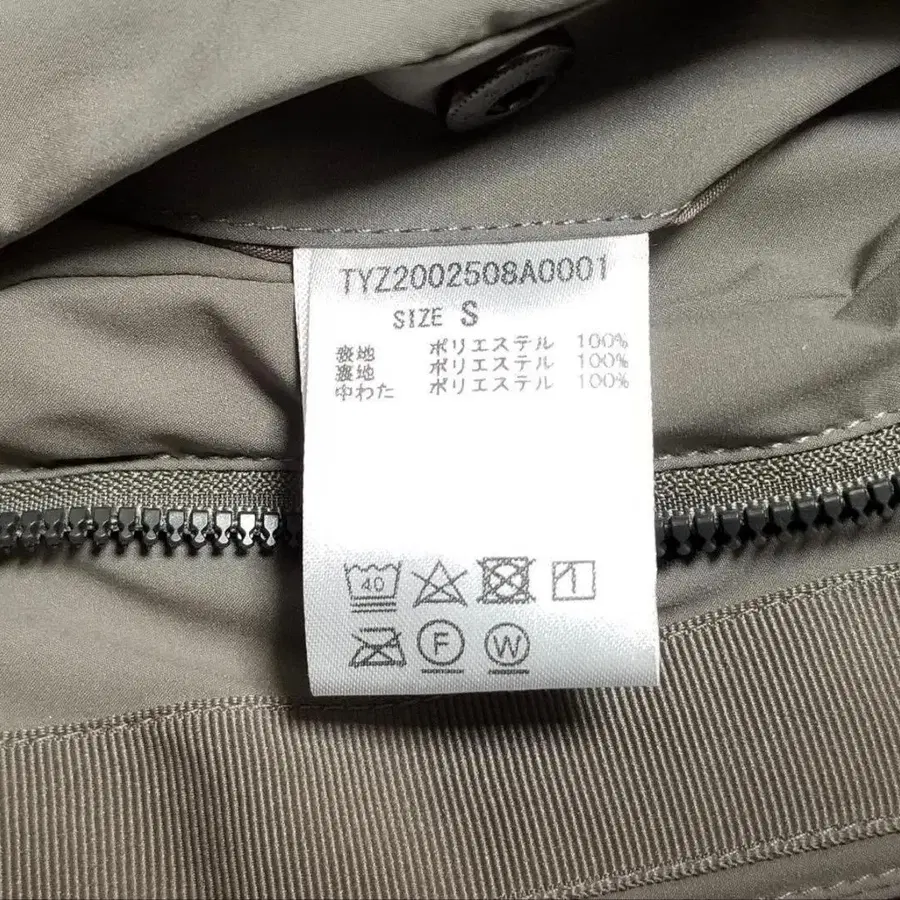 TYZ2002508A0001
SIZE S
表地 ポリエステル 100%
裏地 ポリエステル 100%
中わた ポリエステル 100%
40
F
W